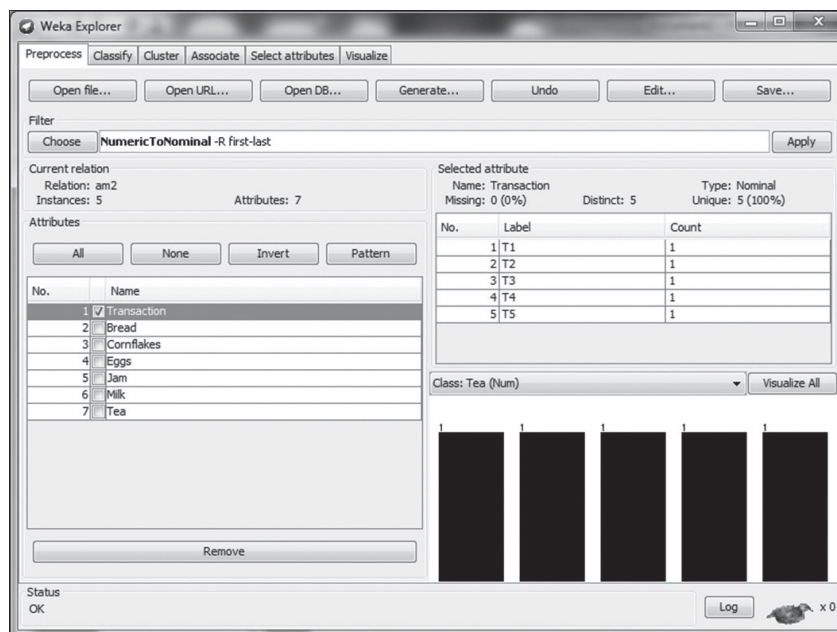 Weka Explorer
Preprocess Classify Cluster Associate Select attributes Visualize
Open file... Open URL... Open DB... Generate... Undo Edit... Save...
Filter
Choose NumericToNominal -R first-last Apply
Current relation
Relation: am2
Instances: 5 Attributes: 7
Attributes
All None Invert Pattern
No. Name
1 Transaction
2 Bread
3 Cornflakes
4 Eggs
5 Jam
6 Milk
7 Tea
Remove
Selected attribute
Name: Transaction Type: Nominal
Missing: 0 (0%) Distinct: 5 Unique: 5 (100%)
No. Label Count
1 T1 1
2 T2 1
3 T3 1
4 T4 1
5 T5 1
Class: Tea (Num) Visualize All
1 1 1 1 1
Status
OK
Log x 0